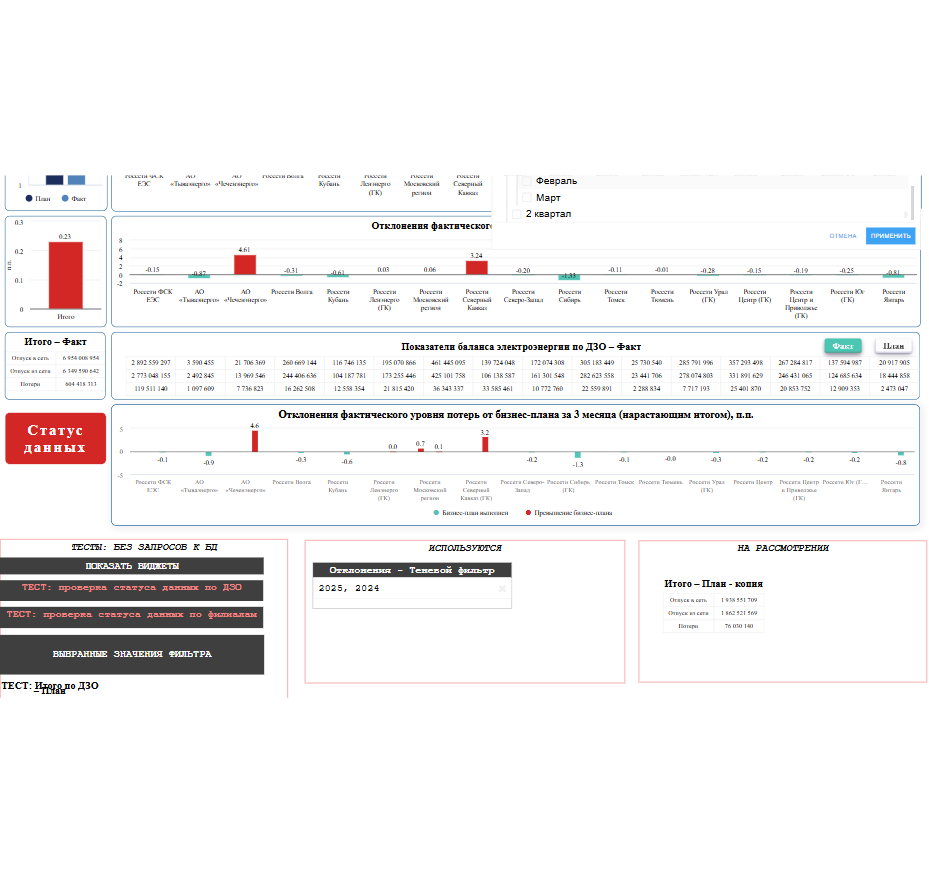 Февраль
Март
2 квартал
ОТМЕНА ПРИМЕНИТЬ
1
План Факт
ЕЭС «Тываэнерго» «Чеченэнерго» Россети Волга Кубань Ленэнерго (ГК) Московский регион Северный Кавказ
0.3
0.2
0.1
0
п.п.
0.23
Итого
Отклонения фактического
8
6
4
2
0
-2
-0.15 -0.87 4.61 -0.31 -0.61 0.03 0.06 3.24 -0.20 -1.33 -0.11 -0.01 -0.28 -0.15 -0.19 -0.25 -0.81
Россети ФСК ЕЭС
АО «Тываэнерго»
АО «Чеченэнерго»
Россети Волга
Россети Кубань
Россети Ленэнерго (ГК)
Россети Московский регион
Россети Северный Кавказ
Россети Северо-Запад
Россети Сибирь
Россети Томск
Россети Тюмень
Россети Урал (ГК)
Россети Центр (ГК)
Россети Центр и Приволжье (ГК)
Россети Юг (ГК)
Россети Янтарь
Итого – Факт
Отпуск в сеть 6 954 008 954
Отпуск из сети 6 349 590 642
Потери 604 418 313
Показатели баланса электроэнергии по ДЗО – Факт
Факт План
2 892 559 297 3 590 455 21 706 369 260 669 144 116 746 135 195 070 866 461 445 095 139 724 048 172 074 308 305 183 449 25 730 540 285 791 996 357 293 498 267 284 817 137 594 987 20 917 905
2 773 048 155 2 492 845 13 969 546 244 406 636 104 187 781 173 255 446 425 101 758 106 138 587 161 301 548 282 623 558 23 441 706 278 074 803 331 891 629 246 431 065 124 685 634 18 444 858
119 511 140 1 097 609 7 736 823 16 262 508 12 558 354 21 815 420 36 343 337 33 585 461 10 772 760 22 559 891 2 288 834 7 717 193 25 401 870 20 853 752 12 909 353 2 473 047
Статус
данных
Отклонения фактического уровня потерь от бизнес-плана за 3 месяца (нарастающим итогом), п.п.
5
0
-5
-0.1 -0.9 4.6 -0.3 -0.6 0.0 0.7 0.1 3.2 -0.2 -1.3 -0.1 -0.0 -0.3 -0.2 -0.2 -0.2 -0.8
Россети ФСК ЕЭС
АО «Тываэнерго»
АО «Чеченэнерго»
Россети Волга
Россети Кубань
Россети Ленэнерго (ГК)
Россети Московский регион
Россети Северный Кавказ (ГК)
Россети Северо-Запад
Россети Сибирь (ГК)
Россети Томск
Россети Тюмень
Россети Урал (ГК)
Россети Центр
Россети Центр и Приволжье (ГК)
Россети Юг (Г…
Россети Янтарь
Бизнес-план выполнен Превышение бизнес-плана
ТЕСТЫ: БЕЗ ЗАПРОСОВ К БД
ПОКАЗАТЬ ВИДЖЕТЫ
ТЕСТ: проверка статуса данных по ДЗО
ТЕСТ: проверка статуса данных по филиалам
ВЫБРАННЫЕ ЗНАЧЕНИЯ ФИЛЬТРА
ТЕСТ: Итого по ДЗО
– План
ИСПОЛЬЗУЮТСЯ
Отклонения - Теневой фильтр
2025, 2024
НА РАССМОТРЕНИИ
Итого – План - копия
Отпуск в сеть 1 938 551 709
Отпуск из сети 1 862 521 569
Потери 76 030 140